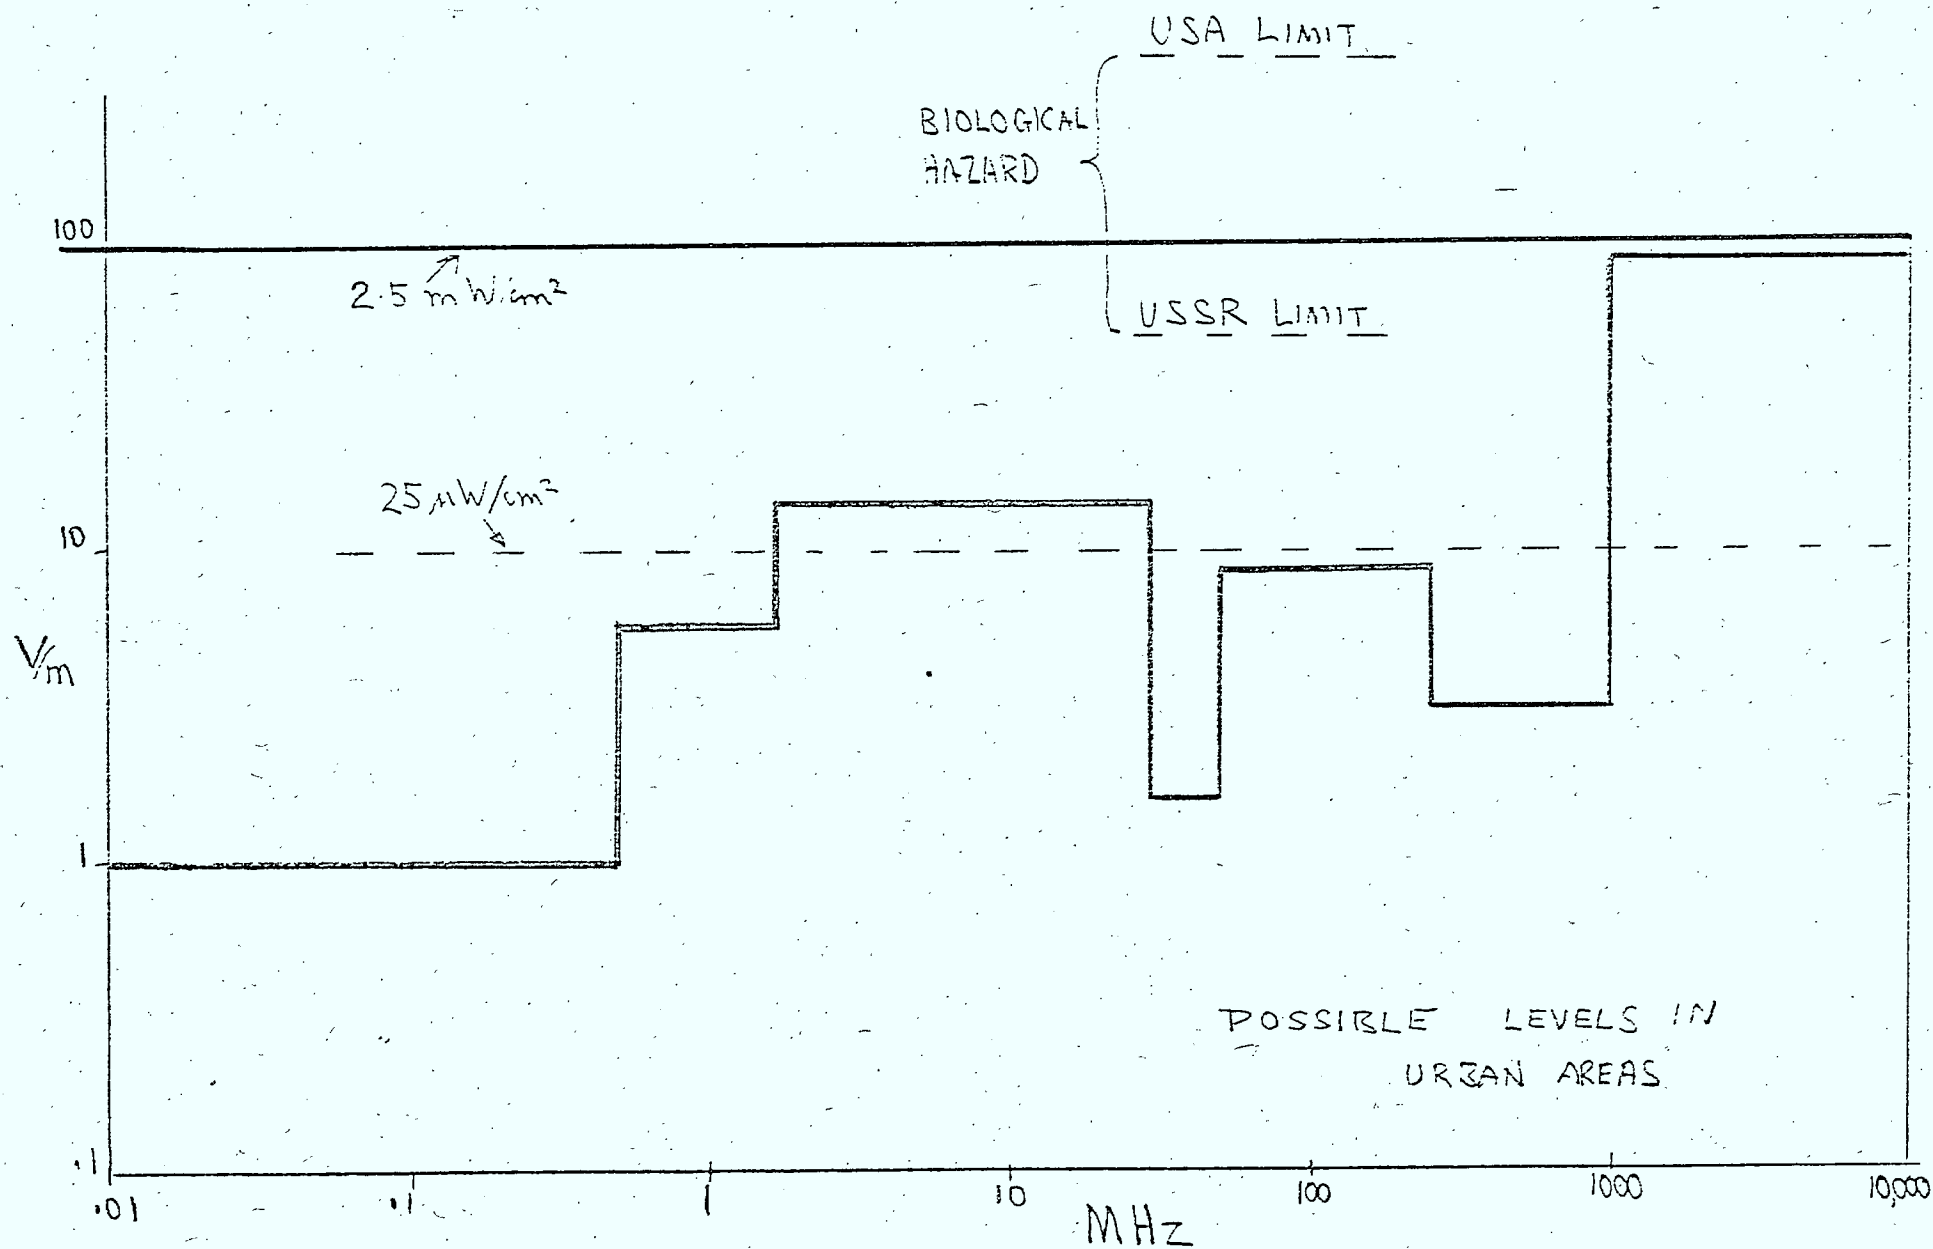 USA LIMIT
BIOLOGICAL
HAZARD
100
2.5 mW/cm²
USSR LIMIT
25 µW/cm²
10
V/m
1
POSSIBLE LEVELS IN
URBAN AREAS
.1
.01
.1
1
10
100
1000
10,000
MHz